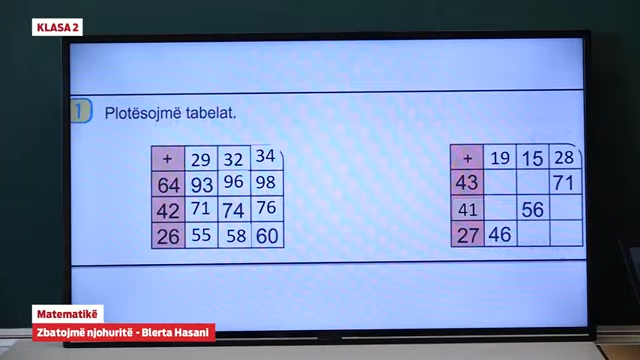 KLASA 2
1 Plotësojmë tabelat.
+ 29 32 34
64 93 96 98
42 71 74 76
26 55 58 60
+ 19 15 28
43 71
41 56
27 46
Matematikë
Zbatojmë njohuritë - Blerta Hasani